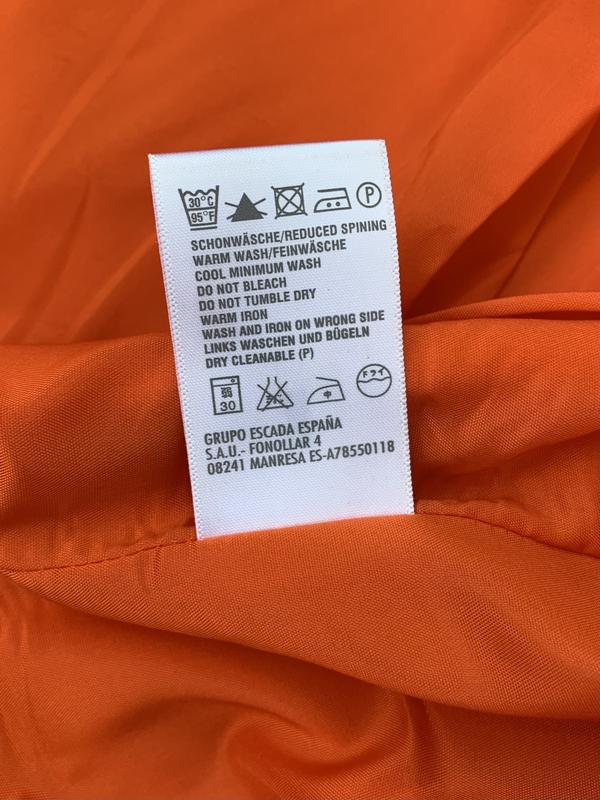 30°C
95°F
P
SCHONWÄSCHE/REDUCED SPINING
WARM WASH/FEINWÄSCHE
COOL MINIMUM WASH
DO NOT BLEACH
DO NOT TUMBLE DRY
WARM IRON
WASH AND IRON ON WRONG SIDE
LINKS WASCHEN UND BÜGELN
DRY CLEANABLE (P)
30
中
ドライ
GRUPO ESCADA ESPAÑA
S.A.U.- FONOLLAR 4
08241 MANRESA ES-A78550118